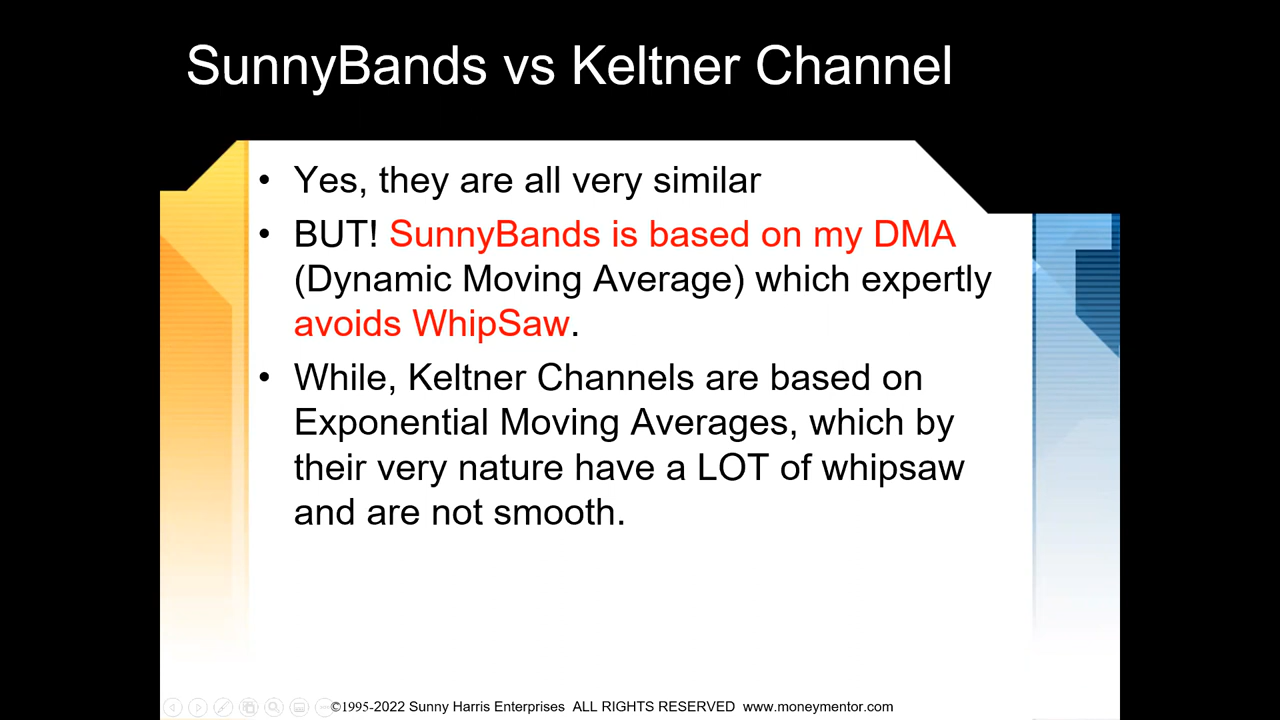 SunnyBands vs Keltner Channel
• Yes, they are all very similar
• BUT! SunnyBands is based on my DMA
(Dynamic Moving Average) which expertly
avoids WhipSaw.
• While, Keltner Channels are based on
Exponential Moving Averages, which by
their very nature have a LOT of whipsaw
and are not smooth.
©1995-2022 Sunny Harris Enterprises ALL RIGHTS RESERVED www.moneymentor.com